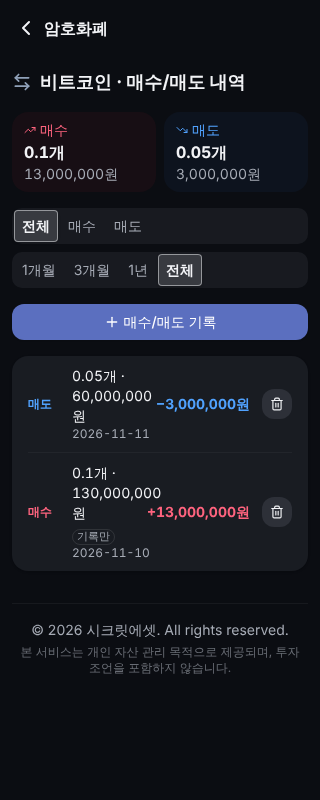 암호화폐
비트코인 · 매수/매도 내역
매수
0.1개
13,000,000원
매도
0.05개
3,000,000원
전체 매수 매도
1개월 3개월 1년 전체
+ 매수/매도 기록
매도
0.05개 ·
60,000,000
원
2026-11-11
−3,000,000원
매수
0.1개 ·
130,000,000
원
기록만
2026-11-10
+13,000,000원
© 2026 시크릿에셋. All rights reserved.
본 서비스는 개인 자산 관리 목적으로 제공되며, 투자
조언을 포함하지 않습니다.